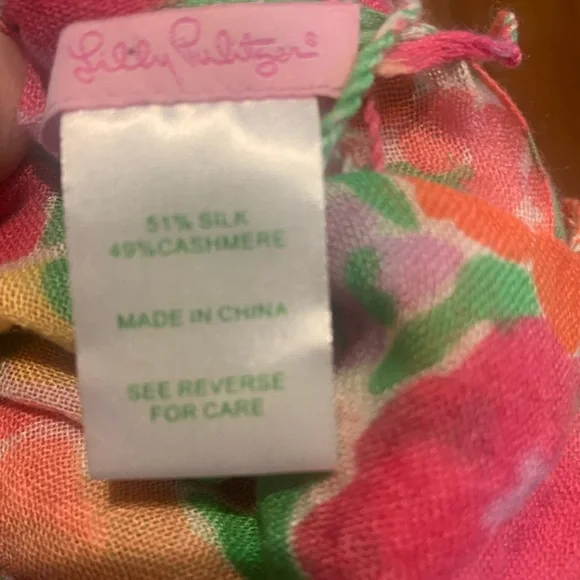 Lilly Pulitzer®
51% SILK
49%CASHMERE
MADE IN CHINA
SEE REVERSE
FOR CARE